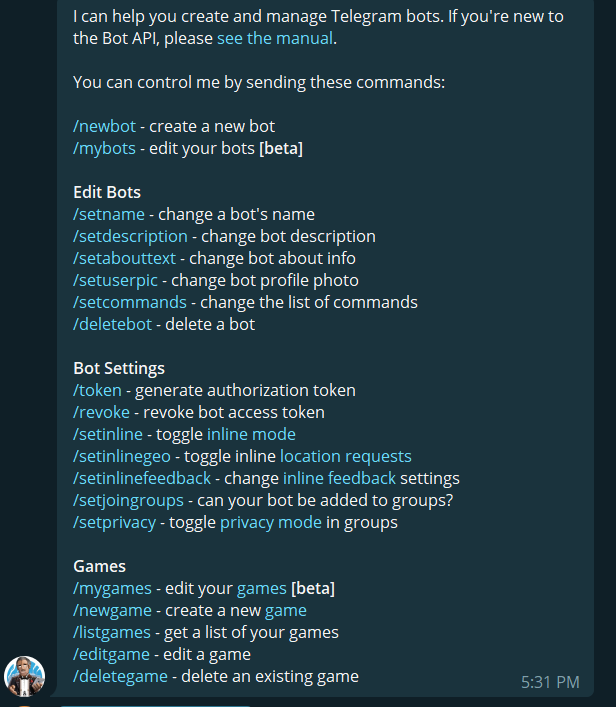 I can help you create and manage Telegram bots. If you're new to
the Bot API, please see the manual.
You can control me by sending these commands:
/newbot - create a new bot
/mybots - edit your bots [beta]
Edit Bots
/setname - change a bot's name
/setdescription - change bot description
/setabouttext - change bot about info
/setuserpic - change bot profile photo
/setcommands - change the list of commands
/deletebot - delete a bot
Bot Settings
/token - generate authorization token
/revoke - revoke bot access token
/setinline - toggle inline mode
/setinlinegeo - toggle inline location requests
/setinlinefeedback - change inline feedback settings
/setjoingroups - can your bot be added to groups?
/setprivacy - toggle privacy mode in groups
Games
/mygames - edit your games [beta]
/newgame - create a new game
/listgames - get a list of your games
/editgame - edit a game
/deletegame - delete an existing game
5:31 PM